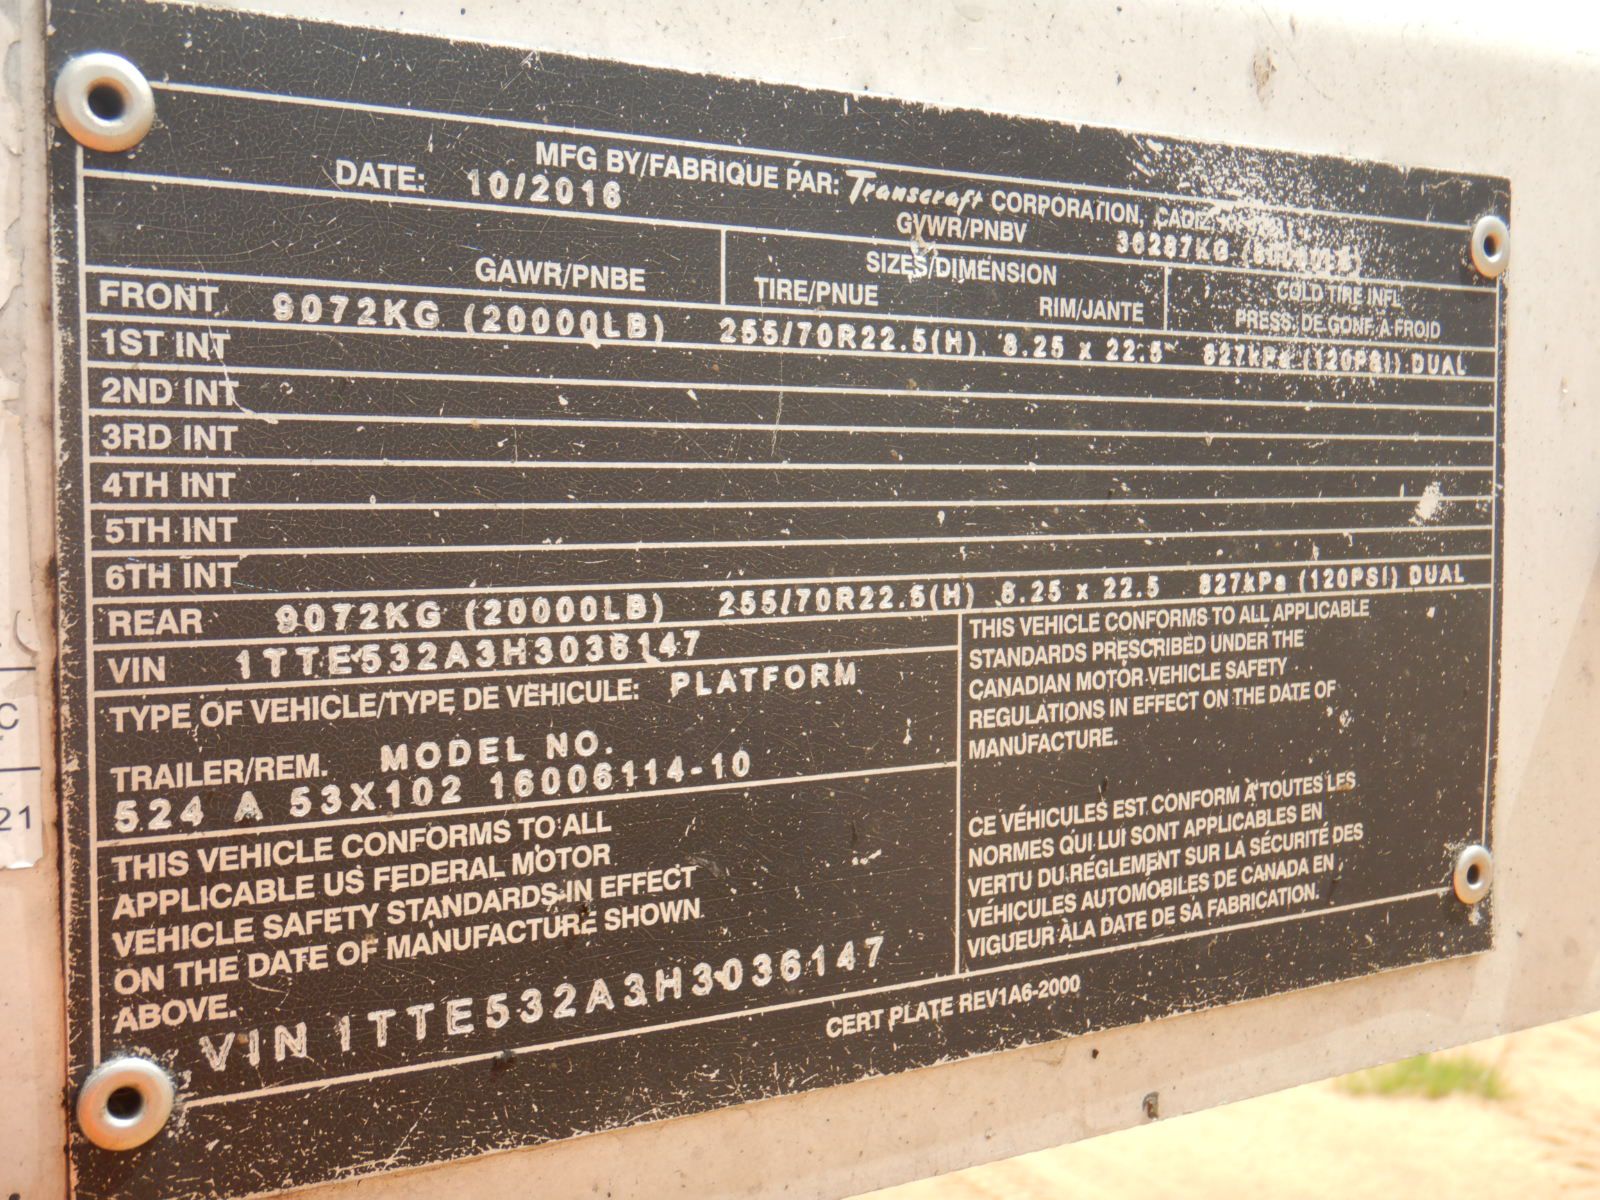 MFG BY/FABRIQUE PAR: Transcraft CORPORATION, CADIZ,
DATE: 10/2016 GVWR/PNBV 36287KG
GAWR/PNBE SIZES/DIMENSION COLD TIRE INFL.
TIRE/PNUE RIM/JANTE PRESS. DE GONF. A FROID
FRONT 9072KG (20000LB) 255/70R22.5(H) 8.25 x 22.5 827kPa (120PSI) DUAL
1ST INT
2ND INT
3RD INT
4TH INT
5TH INT
6TH INT
REAR 9072KG (20000LB) 255/70R22.5(H) 8.25 x 22.5 827kPa (120PSI) DUAL
VIN 1TTE532A3H3036147
TYPE OF VEHICLE/TYPE DE VEHICULE: PLATFORM
TRAILER/REM. MODEL NO.
524 A 53X102 16006114-10
THIS VEHICLE CONFORMS TO ALL
APPLICABLE US FEDERAL MOTOR
VEHICLE SAFETY STANDARDS IN EFFECT
ON THE DATE OF MANUFACTURE SHOWN
ABOVE.
VIN 1TTE532A3H3036147
THIS VEHICLE CONFORMS TO ALL APPLICABLE
STANDARDS PRESCRIBED UNDER THE
CANADIAN MOTOR VEHICLE SAFETY
REGULATIONS IN EFFECT ON THE DATE OF
MANUFACTURE.
CE VÉHICULES EST CONFORM A TOUTES LES
NORMES QUI LUI SONT APPLICABLES EN
VERTU DU RÉGLEMENT SUR LA SÉCURITÉ DES
VÉHICULES AUTOMOBILES DE CANADA EN
VIGUEUR ÀLA DATE DE SA FABRICATION.
CERT PLATE REV1A6-2000
C
21